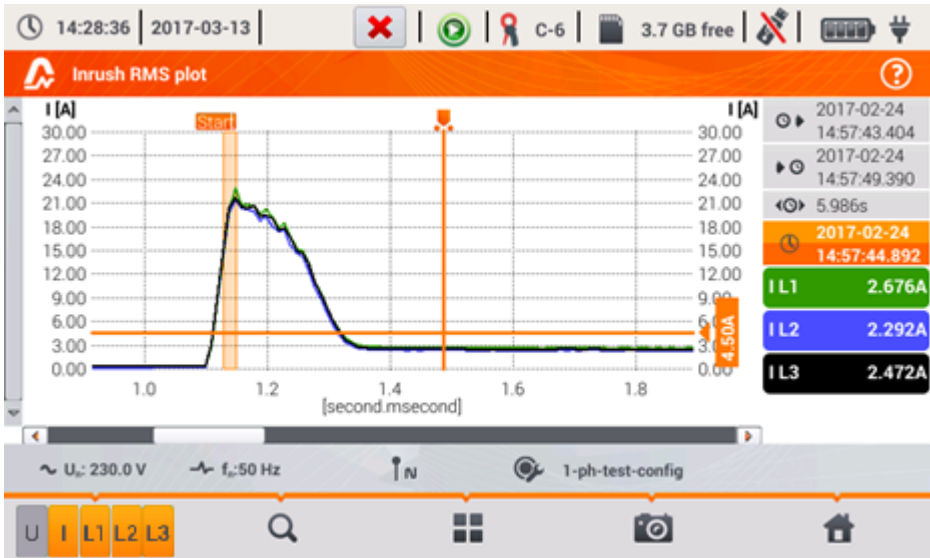 14:28:36 2017-03-13 C-6 3.7 GB free
Inrush RMS plot ?
I [A] Start I [A]
30.00 30.00
27.00 27.00
24.00 24.00
21.00 21.00
18.00 18.00
15.00 15.00
12.00 12.00
9.00
6.00
3.00
0.00 0.00
4.50A
1.0 1.2 1.4 1.6 1.8
[second.msecond]
2017-02-24
14:57:43.404
2017-02-24
14:57:49.390
5.986s
2017-02-24
14:57:44.892
I L1 2.676A
I L2 2.292A
I L3 2.472A
Uₙ: 230.0 V fₙ:50 Hz N 1-ph-test-config
U I L1 L2 L3